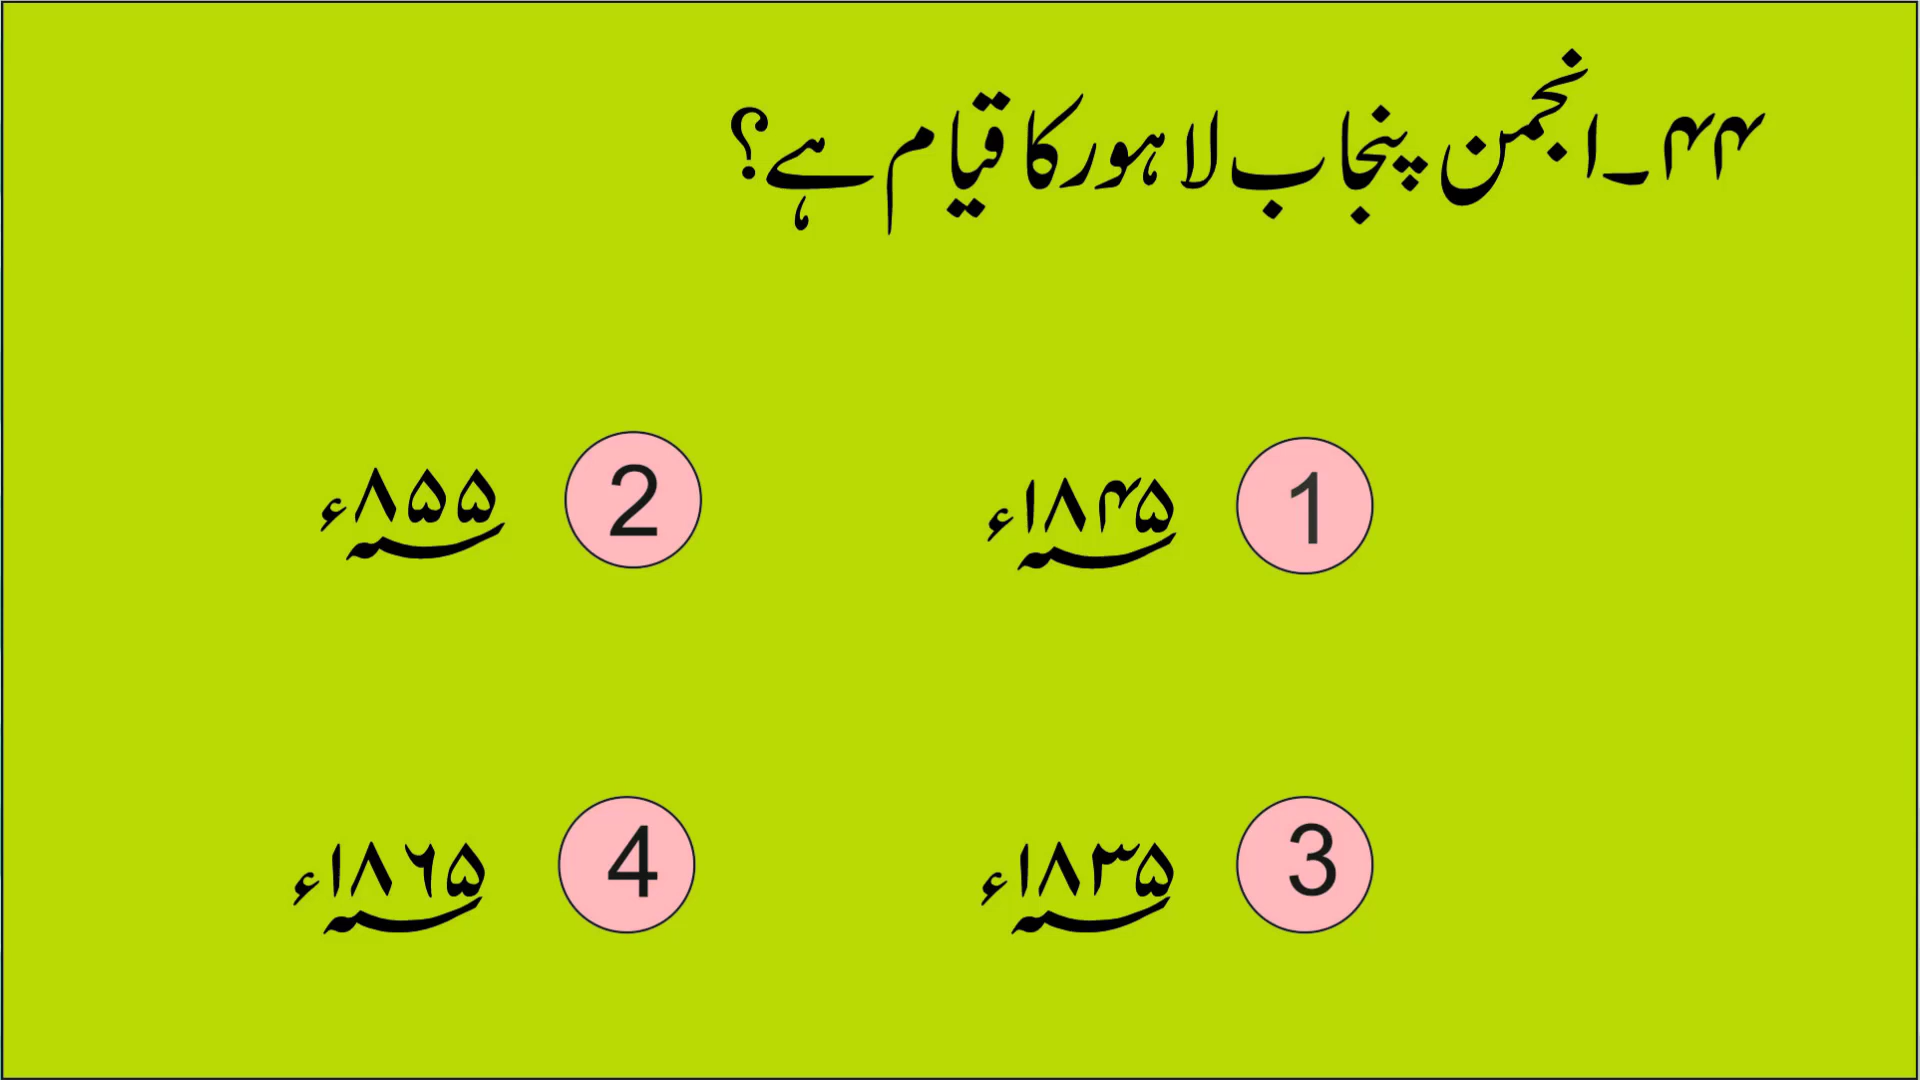 ۴۴۔انجمن پنجاب لاہور کا قیام ہے؟
1 ؁۱۸۴۵ء
2 ؁۸۵۵ء
3 ؁۱۸۳۵ء
4 ؁۱۸۶۵ء